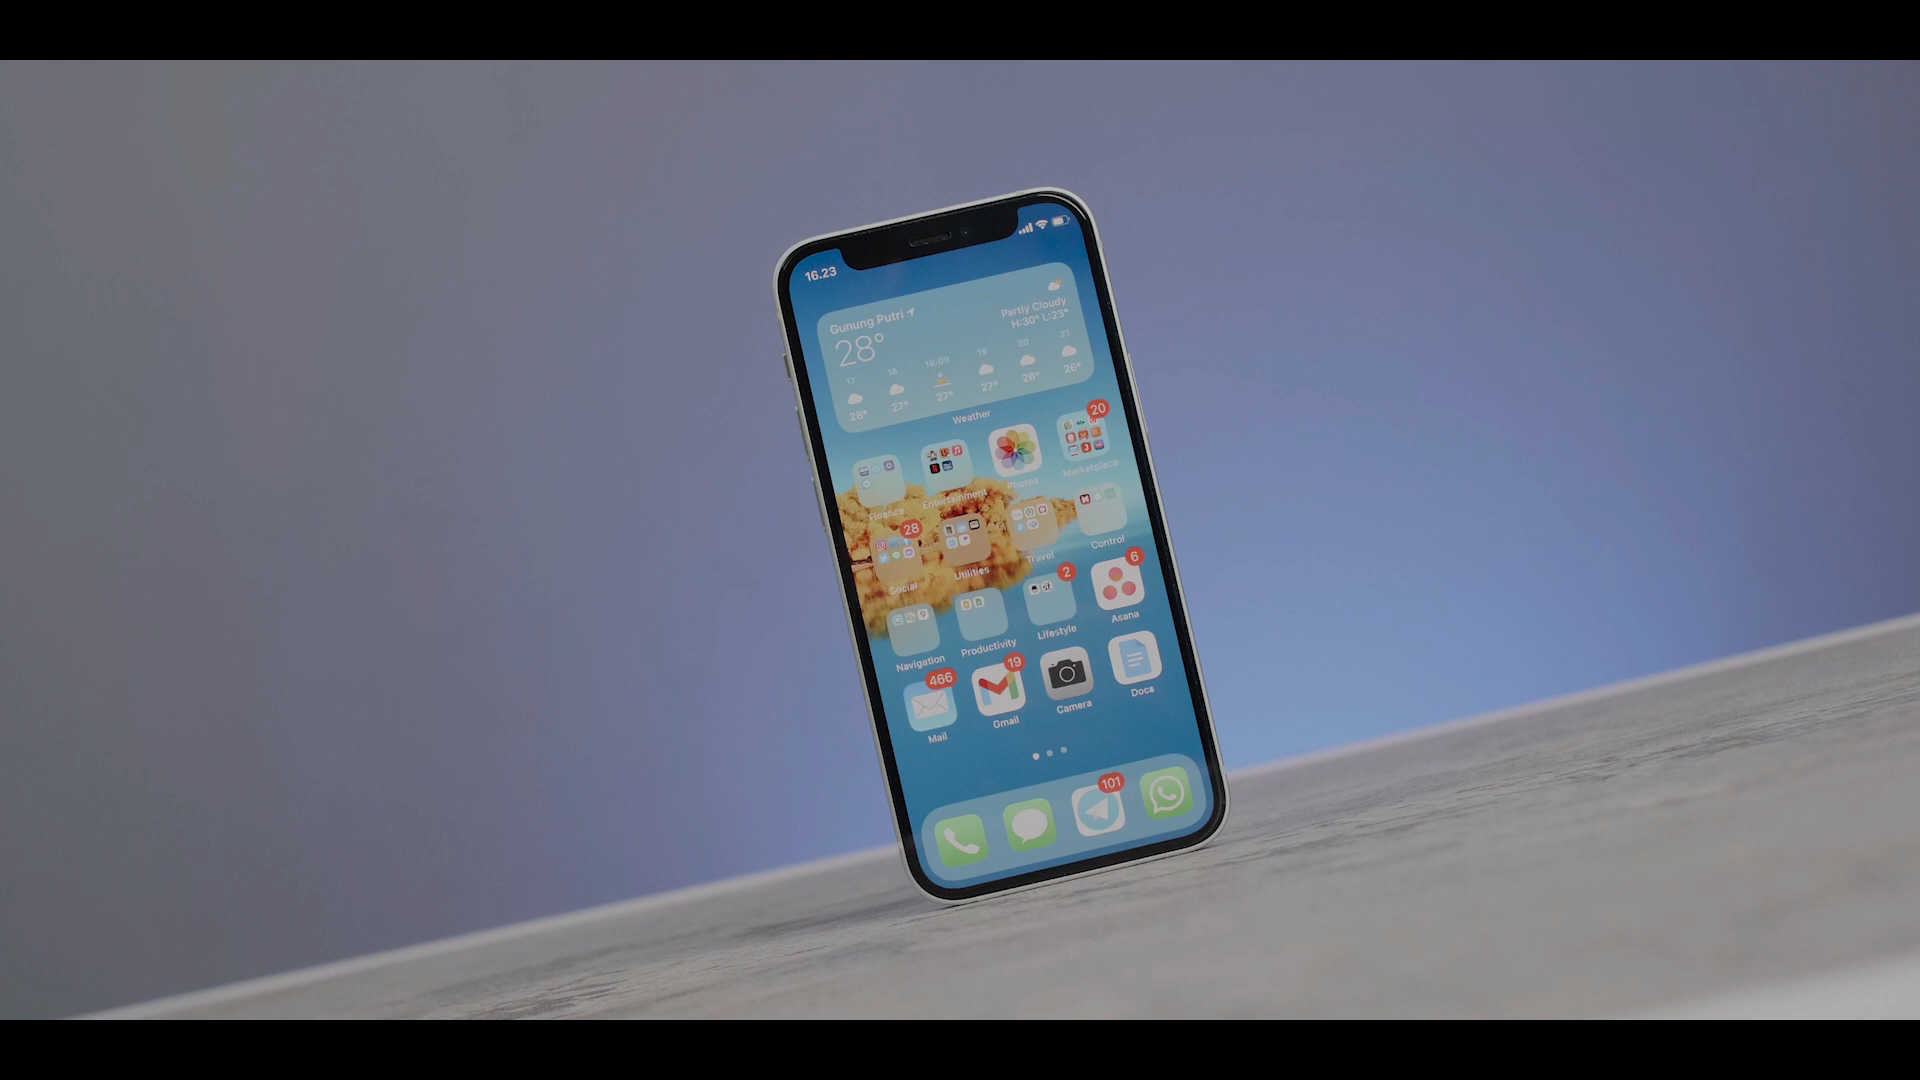 16.23
Gunung Putri
Partly Cloudy
28°
H:30° L:23°
17 18 18:09 19 20 21
28° 27° 27° 27° 26° 26°
Weather
20
Finance Entertainment Photos Marketplace
28
Social Utilities Travel Control
2 6
Navigation Productivity Lifestyle Asana
466 19
Mail Gmail Camera Docs
101